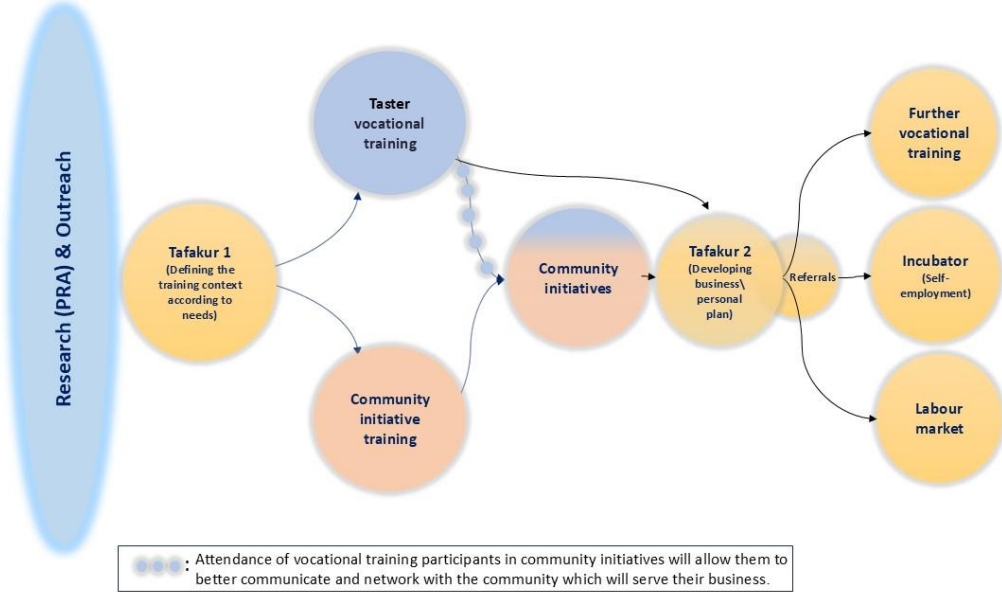 Research (PRA) & Outreach
Tafakur 1
(Defining the
training context
according to
needs)
Taster
vocational
training
Community
initiative
training
Community
initiatives
Tafakur 2
(Developing
business\
personal
plan)
Referrals
Further
vocational
training
Incubator
(Self-
employment)
Labour
market
: Attendance of vocational training participants in community initiatives will allow them to
better communicate and network with the community which will serve their business.